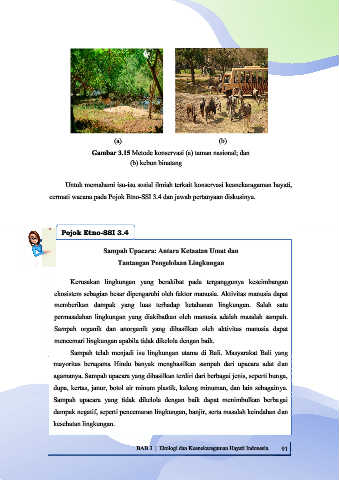 (a) (b)
Gambar 3.15 Metode konservasi (a) taman nasional; dan
(b) kebun binatang
Untuk memahami isu-isu sosial ilmiah terkait konservasi keanekaragaman hayati,
cermati wacana pada Pojok Etno-SSI 3.4 dan jawab pertanyaan diskusinya.
Pojok Etno-SSI 3.4
Sampah Upacara: Antara Ketaatan Umat dan
Tantangan Pengelolaan Lingkungan
Kerusakan lingkungan yang berakibat pada terganggunya keseimbangan
ekosistem sebagian besar dipengaruhi oleh faktor manusia. Aktivitas manusia dapat
memberikan dampak yang luas terhadap ketahanan lingkungan. Salah satu
permasalahan lingkungan yang diakibatkan oleh manusia adalah masalah sampah.
Sampah organik dan anorganik yang dihasilkan oleh aktivitas manusia dapat
mencemari lingkungan apabila tidak dikelola dengan baik.
Sampah telah menjadi isu lingkungan utama di Bali. Masyarakat Bali yang
mayoritas beragama Hindu banyak menghasilkan sampah dari upacara adat dan
agamanya. Sampah upacara yang dihasilkan terdiri dari berbagai jenis, seperti bunga,
dupa, kertas, janur, botol air minum plastik, kaleng minuman, dan lain sebagainya.
Sampah upacara yang tidak dikelola dengan baik dapat menimbulkan berbagai
dampak negatif, seperti pencemaran lingkungan, banjir, serta masalah keindahan dan
kesehatan lingkungan.
BAB 3 | Ekologi dan Keanekaragaman Hayati Indonesia 91